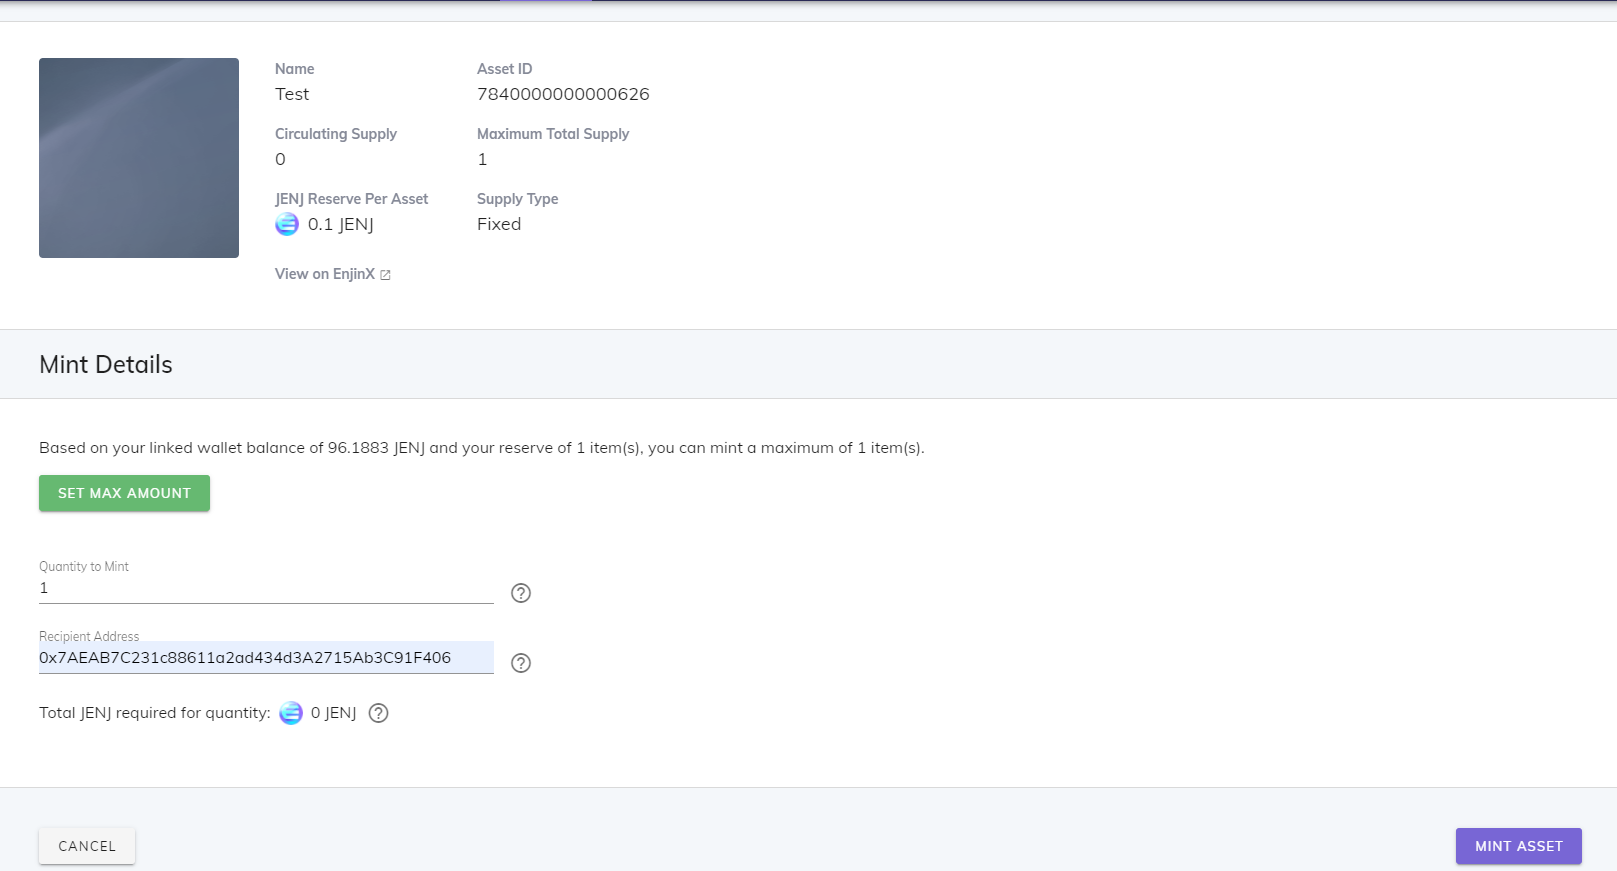 Name
Test
Asset ID
7840000000000626
Circulating Supply
0
Maximum Total Supply
1
JENJ Reserve Per Asset
0.1 JENJ
Supply Type
Fixed
View on EnjinX
Mint Details
Based on your linked wallet balance of 96.1883 JENJ and your reserve of 1 item(s), you can mint a maximum of 1 item(s).
SET MAX AMOUNT
Quantity to Mint
1
Recipient Address
0x7AEAB7C231c88611a2ad434d3A2715Ab3C91F406
Total JENJ required for quantity: 0 JENJ
CANCEL
MINT ASSET